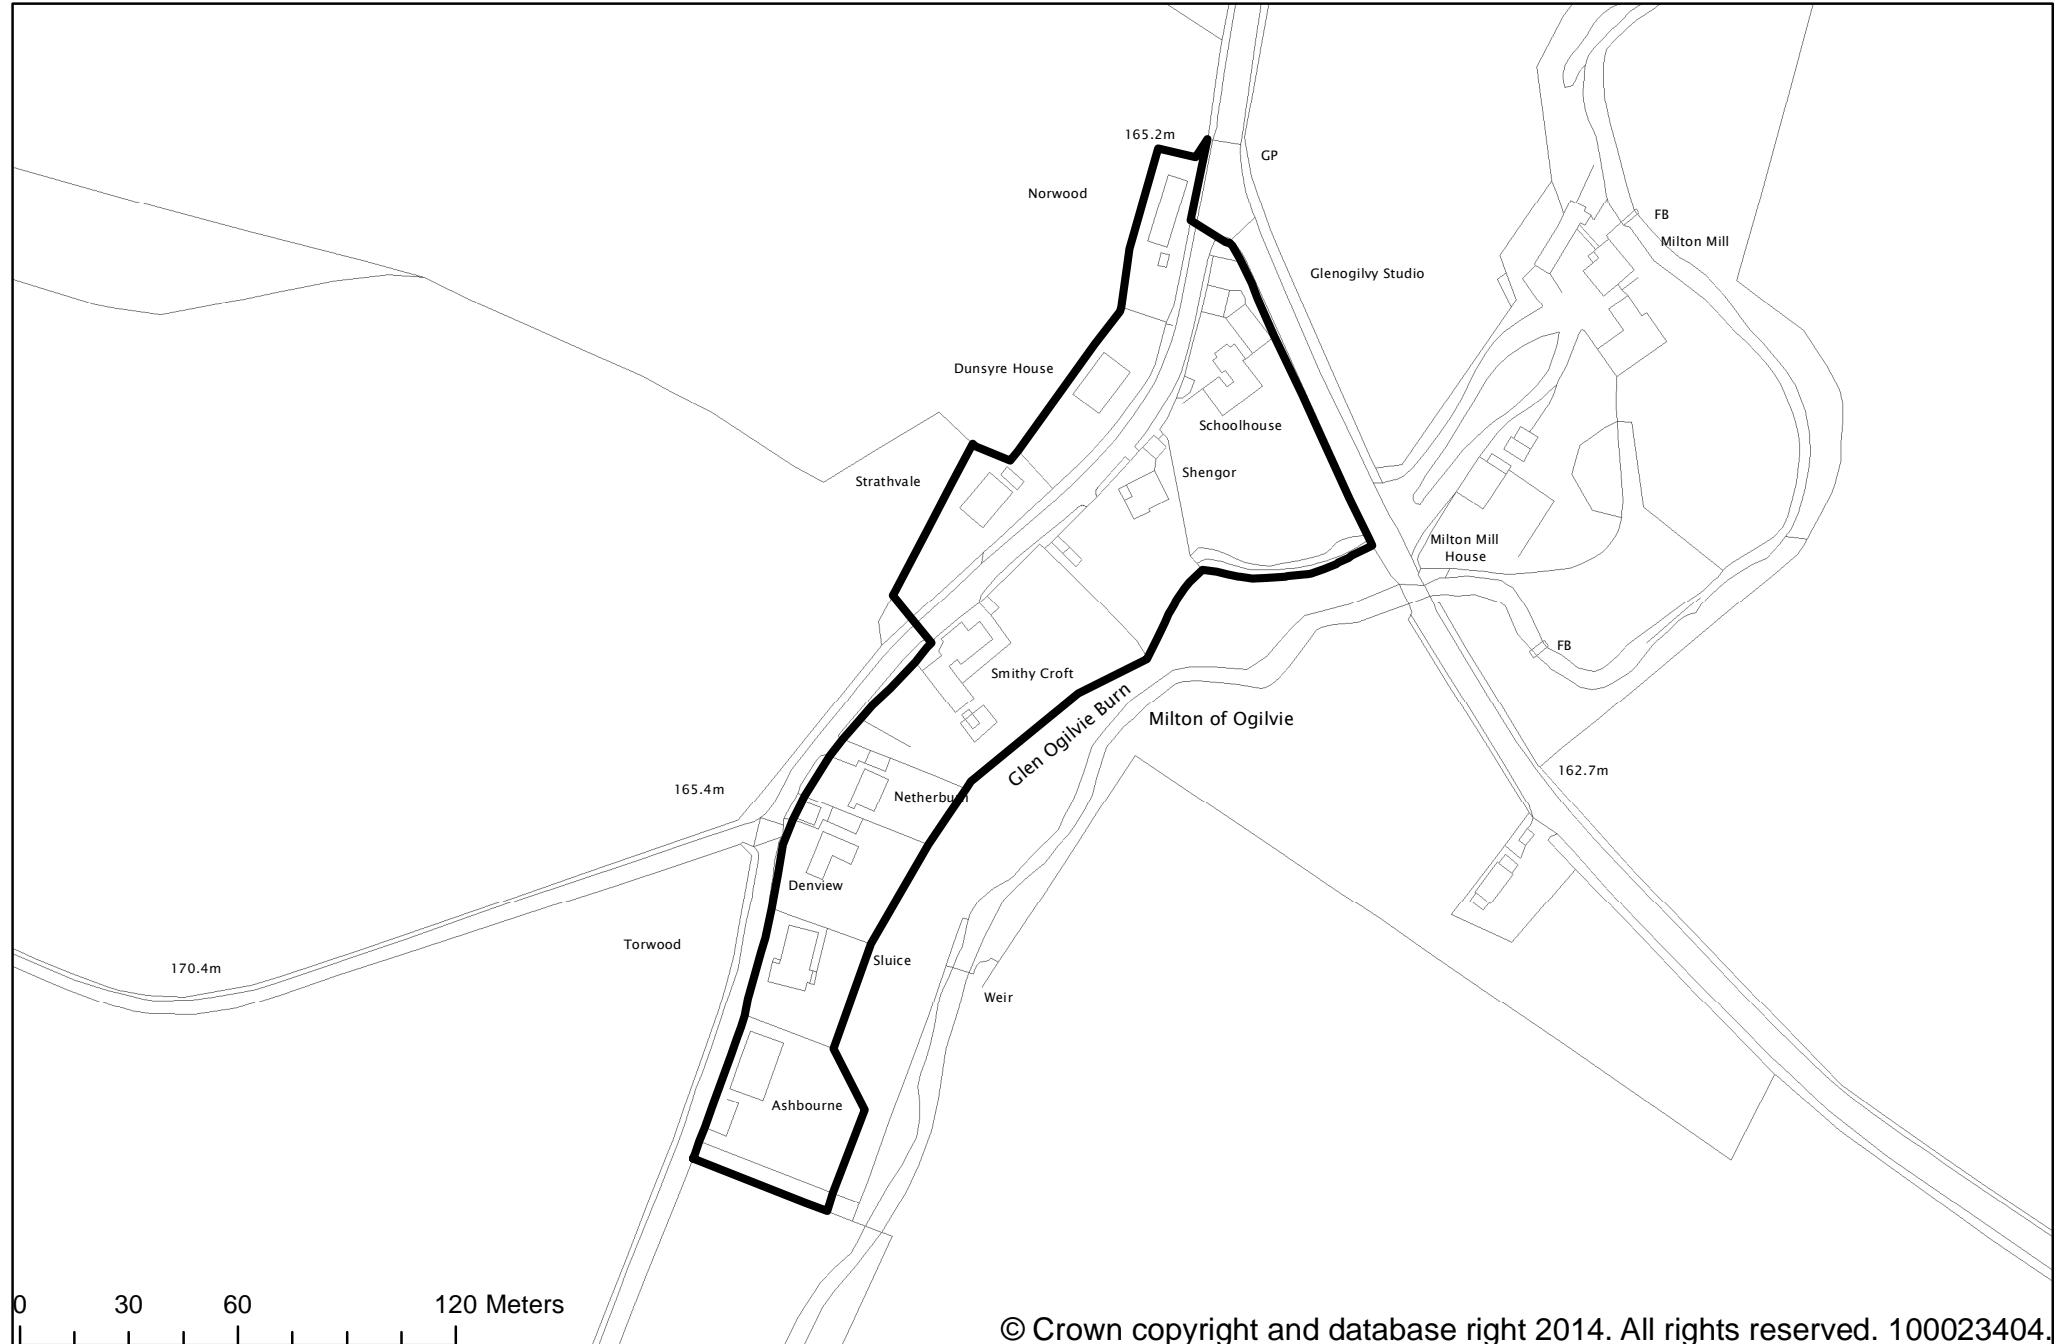 165.2m
GP
Norwood
FB
Milton Mill
Glenogilvy Studio
Dunsyre House
Schoolhouse
Strathvale
Shengor
Milton Mill
House
FB
Smithy Croft
Glen Ogilvie Burn
Milton of Ogilvie
162.7m
165.4m
Netherburn
Denview
Torwood
Sluice
170.4m
Weir
Ashbourne
0 30 60 120 Meters
© Crown copyright and database right 2014. All rights reserved. 100023404.